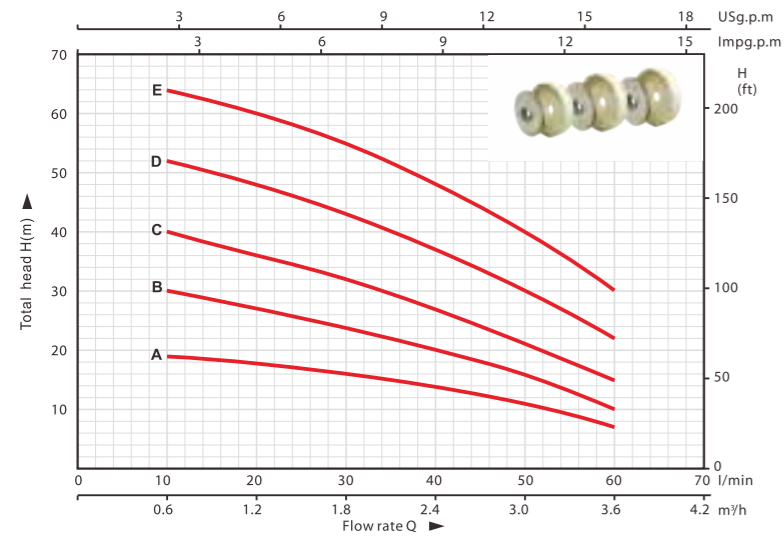 3 6 9 12 15 18 USg.p.m
3 6 9 12 15 Impg.p.m
70
H
(ft)
E
60
200
D
50
150
C
40
Total head H(m)
B
30
100
A
20
50
10
0
0 10 20 30 40 50 60 70 l/min
0.6 1.2 1.8 2.4 3.0 3.6 4.2 m³/h
Flow rate Q